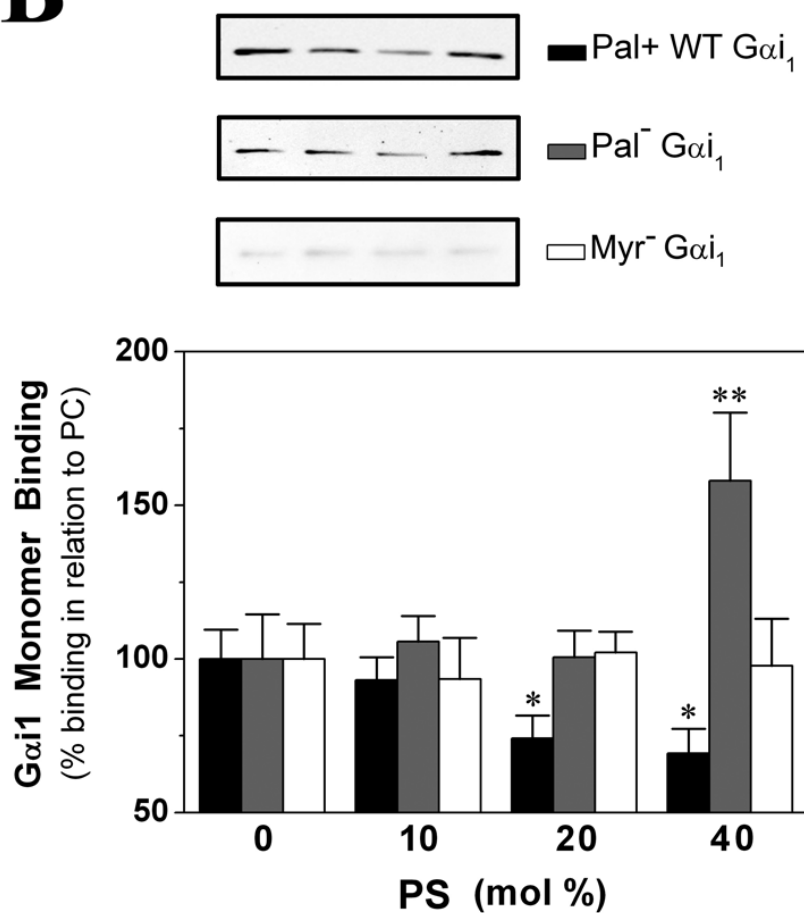 B
Pal+ WT Gαi₁
Pal⁻ Gαi₁
Myr⁻ Gαi₁
Gαi1 Monomer Binding
(% binding in relation to PC)
200
150
100
50
*
*
**
0 10 20 40
PS (mol %)